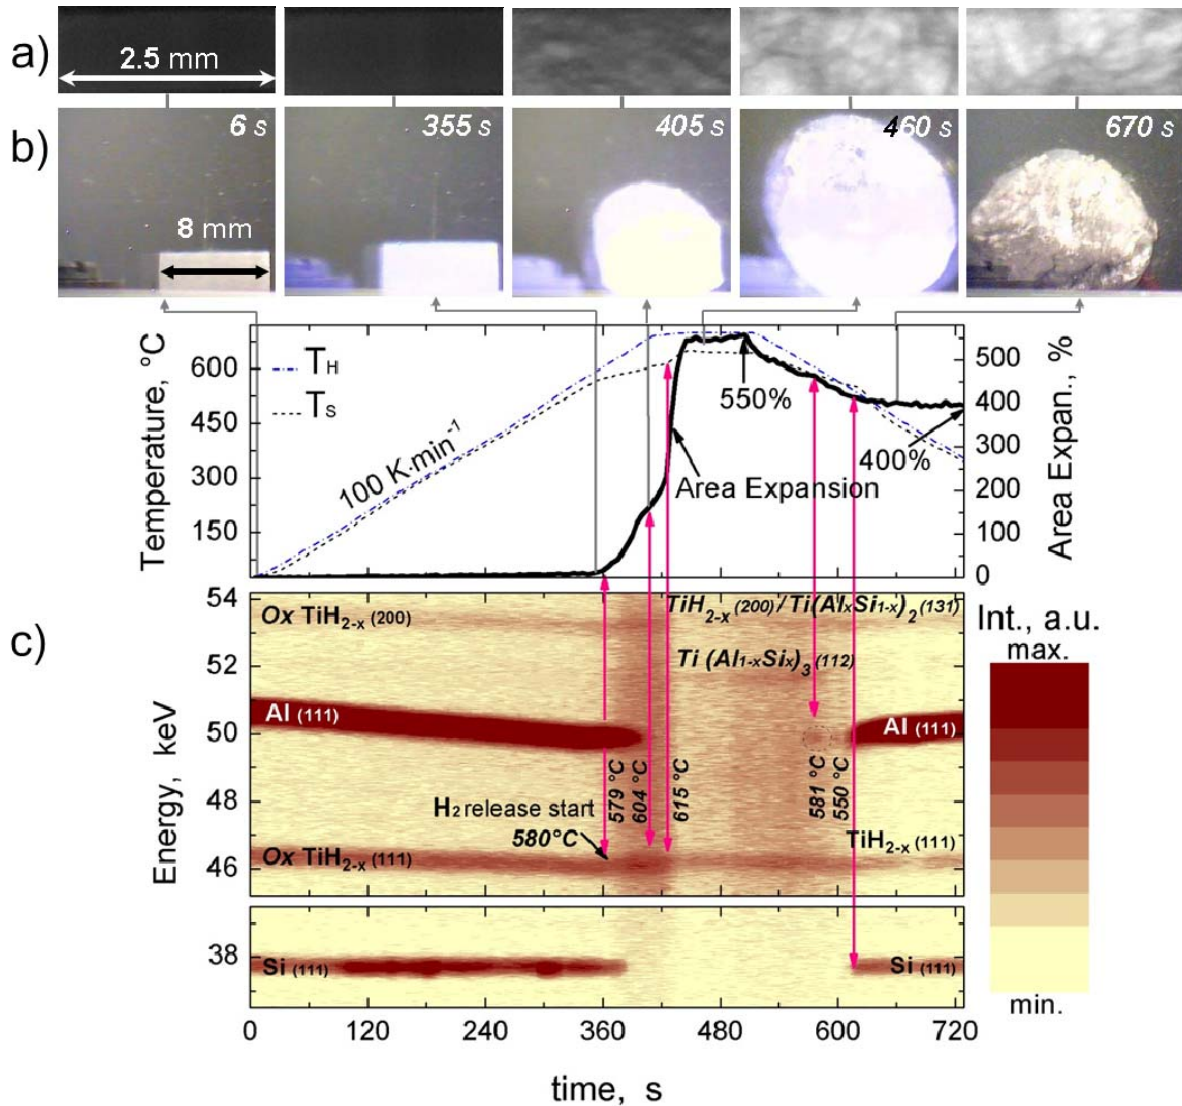 a)
2.5 mm
b)
6 s
355 s
405 s
460 s
670 s
8 mm
Temperature, °C
600
450
300
150
T_H
T_S
100 K·min⁻¹
550%
400%
Area Expansion
500
400
300
200
100
0
Area Expan., %
c)
Energy, keV
54
52
50
48
46
38
Ox TiH₂₋ₓ (200)
TiH₂₋ₓ (200) / Ti(AlₓSi₁₋ₓ)₂ (131)
Ti (Al₁₋ₓSiₓ)₃ (112)
Al (111)
Al (111)
579 °C
604 °C
615 °C
581 °C
550 °C
H₂ release start
580°C
Ox TiH₂₋ₓ (111)
TiH₂₋ₓ (111)
Si (111)
Si (111)
0 120 240 360 480 600 720
time, s
Int., a.u.
max.
min.